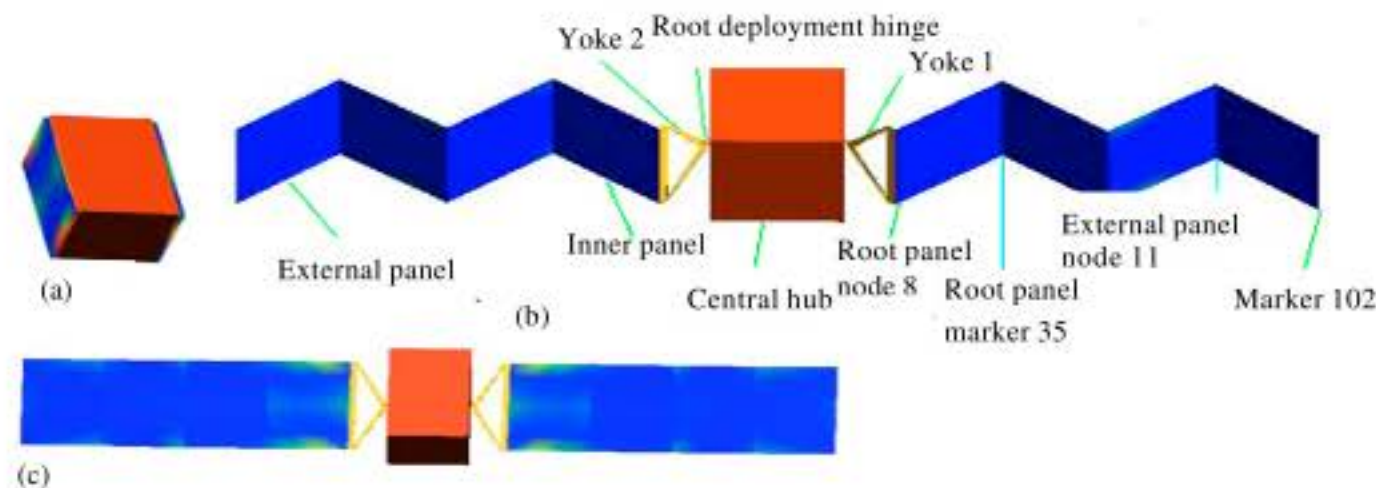 Yoke 2
Root deployment hinge
Yoke 1
External panel
Inner panel
Central hub
Root panel
node 8
Root panel
marker 35
External panel
node 11
Marker 102
(a)
(b)
(c)